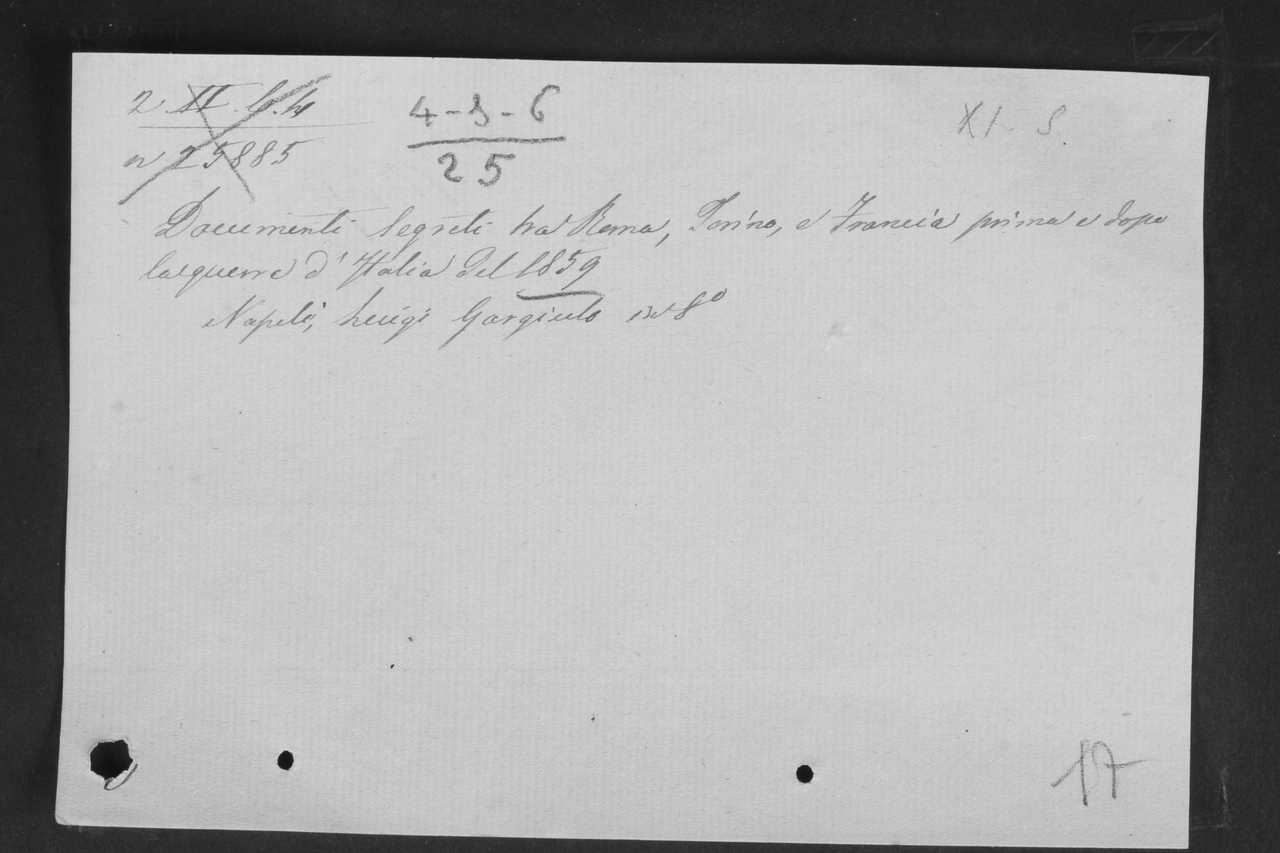 2 XI. G. 4
n 25885
4-3-6
25
XI S
Documenti Segreti tra Roma, Torino, e Francia prima e dopo
la guerra d'Italia del 1859
Napoli, Luigi Gargiulo in 8º
17